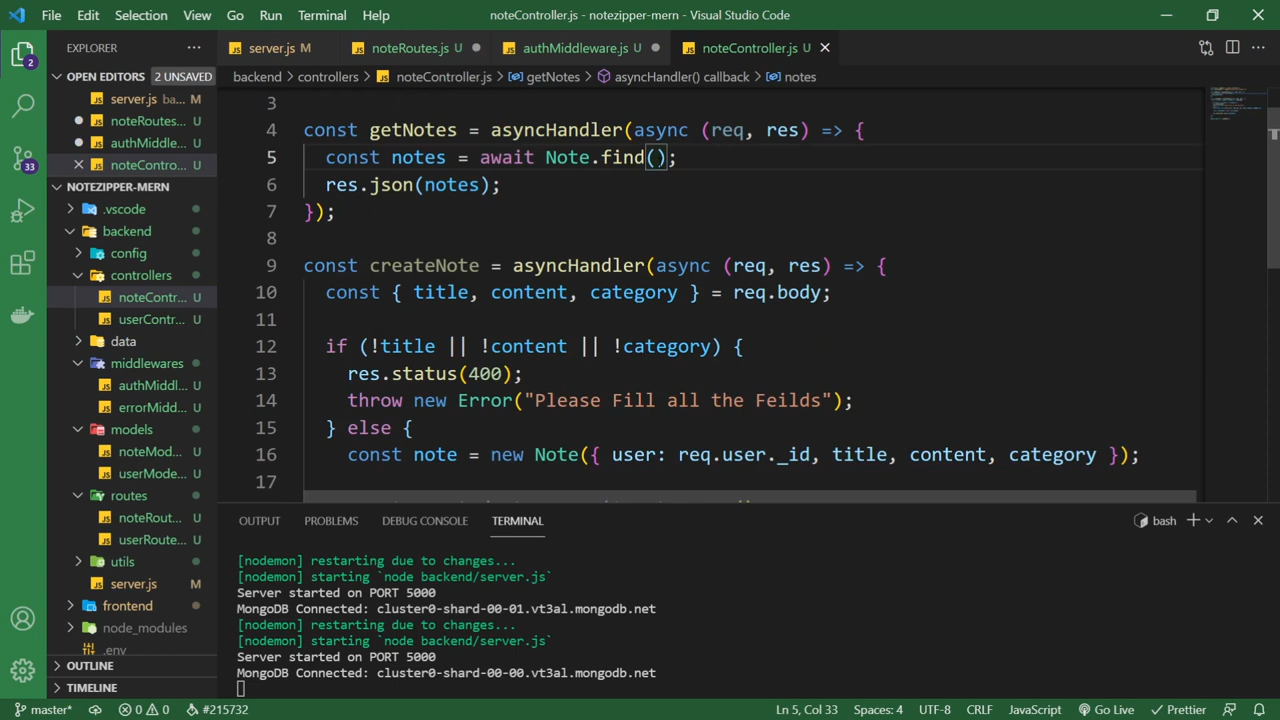 File Edit Selection View Go Run Terminal Help noteController.js - notezipper-mern - Visual Studio Code
EXPLORER ...
server.js M noteRoutes.js U authMiddleware.js U noteController.js U
OPEN EDITORS 2 UNSAVED
backend > controllers > noteController.js > getNotes > asyncHandler() callback > notes
server.js ba... M
noteRoutes... U
authMiddle... U
noteContro... U
NOTEZIPPER-MERN
.vscode
backend
config
controllers
noteContr... U
userContr... U
data
middlewares
authMiddl... U
errorMidd... U
models
noteMod... U
userMode... U
routes
noteRout... U
userRoute... U
utils
server.js M
frontend
node_modules
.env
OUTLINE
TIMELINE
3
4 const getNotes = asyncHandler(async (req, res) => {
5 const notes = await Note.find();
6 res.json(notes);
7 });
8
9 const createNote = asyncHandler(async (req, res) => {
10 const { title, content, category } = req.body;
11
12 if (!title || !content || !category) {
13 res.status(400);
14 throw new Error("Please Fill all the Feilds");
15 } else {
16 const note = new Note({ user: req.user._id, title, content, category });
17
OUTPUT PROBLEMS DEBUG CONSOLE TERMINAL bash
[nodemon] restarting due to changes...
[nodemon] starting `node backend/server.js`
Server started on PORT 5000
MongoDB Connected: cluster0-shard-00-01.vt3al.mongodb.net
[nodemon] restarting due to changes...
[nodemon] starting `node backend/server.js`
Server started on PORT 5000
MongoDB Connected: cluster0-shard-00-00.vt3al.mongodb.net
2
33
master* 0 0 #215732 Ln 5, Col 33 Spaces: 4 UTF-8 CRLF JavaScript Go Live Prettier